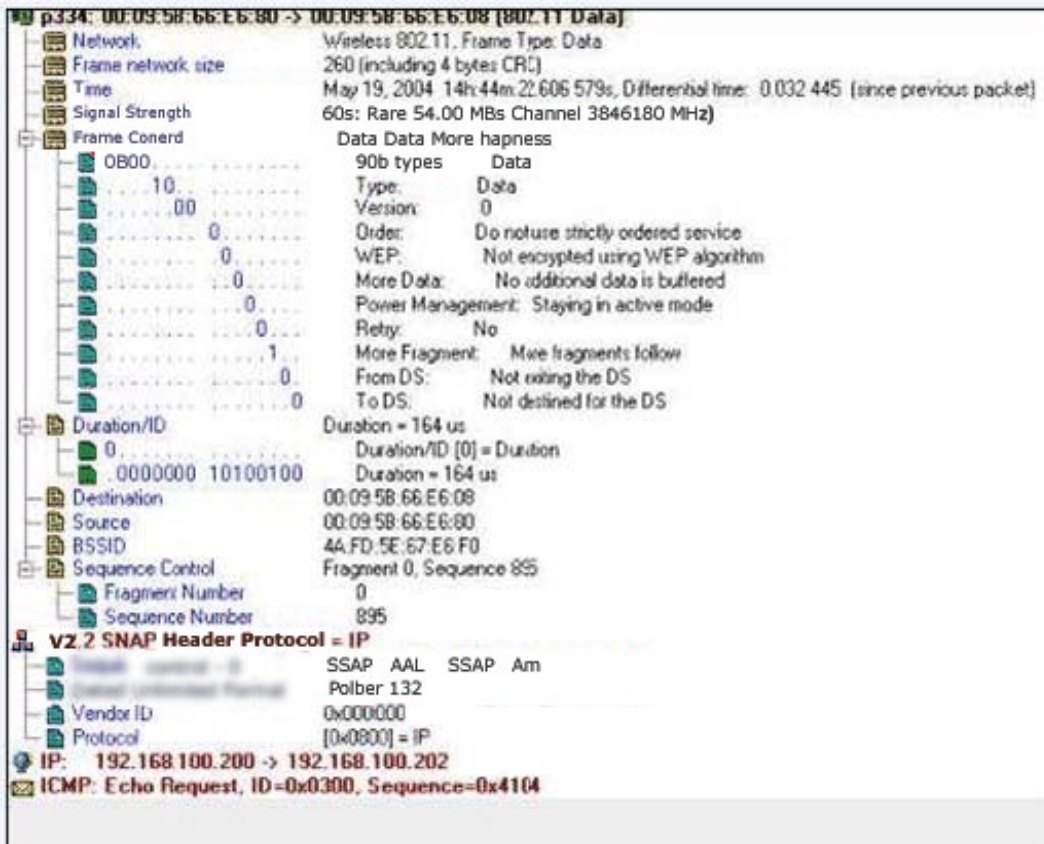 p334: 00:09:5B:66:E6:80 -> 00:09:5B:66:E6:08 [802.11 Data]
Network Wireless 802.11, Frame Type: Data
Frame network size 260 (including 4 bytes CRC)
Time May 19, 2004 14h:44m:22.606 579s, Differential time: 0.032 445 (since previous packet)
Signal Strength 60s: Rare 54.00 MBs Channel 3846180 MHz)
Frame Conerd Data Data More hapness
0B00. . . . . . . . . . . . 90b types Data
. . . . 10. . . . . . . . . . Type: Data
. . . . . . 00 . . . . . . . . Version: 0
. . . . . . . . 0. . . . . . . Order: Do not use strictly ordered service
. . . . . . . . . 0. . . . . . WEP: Not encrypted using WEP algorithm
. . . . . . . . . . 0. . . . . More Data: No additional data is buffered
. . . . . . . . . . . 0. . . . Power Management: Staying in active mode
. . . . . . . . . . . . 0. . . Retry: No
. . . . . . . . . . . . . 1. . More Fragment: More fragments follow
. . . . . . . . . . . . . . 0. From DS: Not exiting the DS
. . . . . . . . . . . . . . . 0 To DS: Not destined for the DS
Duration/ID Duration = 164 us
0. . . . . . . . . . . . . . . Duration/ID [0] = Duration
.0000000 10100100 Duration = 164 us
Destination 00:09:5B:66:E6:08
Source 00:09:5B:66:E6:80
BSSID 4A:FD:5E:67:E6:F0
Sequence Control Fragment 0, Sequence 895
Fragment Number 0
Sequence Number 895
V2.2 SNAP Header Protocol = IP
SSAP AAL SSAP Am
Polber 132
Vendor ID 0x000000
Protocol [0x0800] = IP
IP: 192.168.100.200 -> 192.168.100.202
ICMP: Echo Request, ID=0x0300, Sequence=0x4104